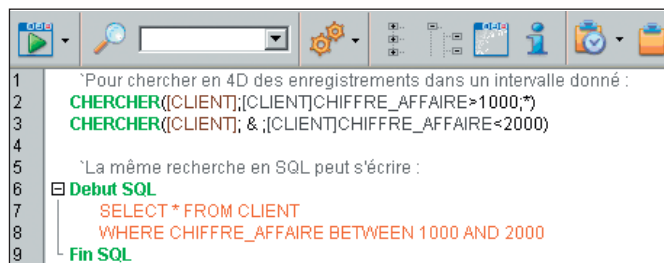 1 `Pour chercher en 4D des enregistrements dans un intervalle donné :
2 CHERCHER([CLIENT];[CLIENT]CHIFFRE_AFFAIRE>1000;*)
3 CHERCHER([CLIENT]; & ;[CLIENT]CHIFFRE_AFFAIRE<2000)
4
5 `La même recherche en SQL peut s'écrire :
6 Debut SQL
7 SELECT * FROM CLIENT
8 WHERE CHIFFRE_AFFAIRE BETWEEN 1000 AND 2000
9 Fin SQL